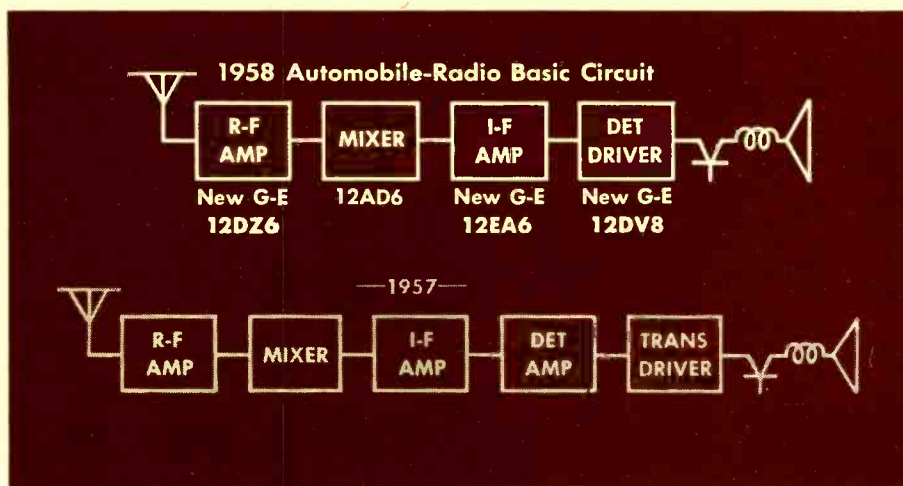 1958 Automobile-Radio Basic Circuit
R-F
AMP
MIXER
I-F
AMP
DET
DRIVER
New G-E
12DZ6
12AD6
New G-E
12EA6
New G-E
12DV8
—1957—
R-F
AMP
MIXER
I-F
AMP
DET
AMP
TRANS
DRIVER